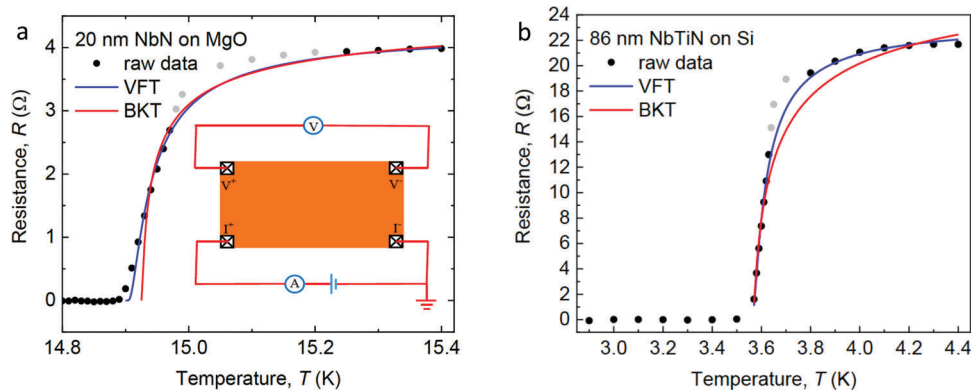 a
20 nm NbN on MgO
raw data
VFT
BKT
V
V+
V-
I+
I-
A
Resistance, R (Ω)
5
4
3
2
1
0
14.8
15.0
15.2
15.4
Temperature, T (K)
b
86 nm NbTiN on Si
raw data
VFT
BKT
Resistance, R (Ω)
24
22
20
18
16
14
12
10
8
6
4
2
0
3.0
3.2
3.4
3.6
3.8
4.0
4.2
4.4
Temperature, T (K)